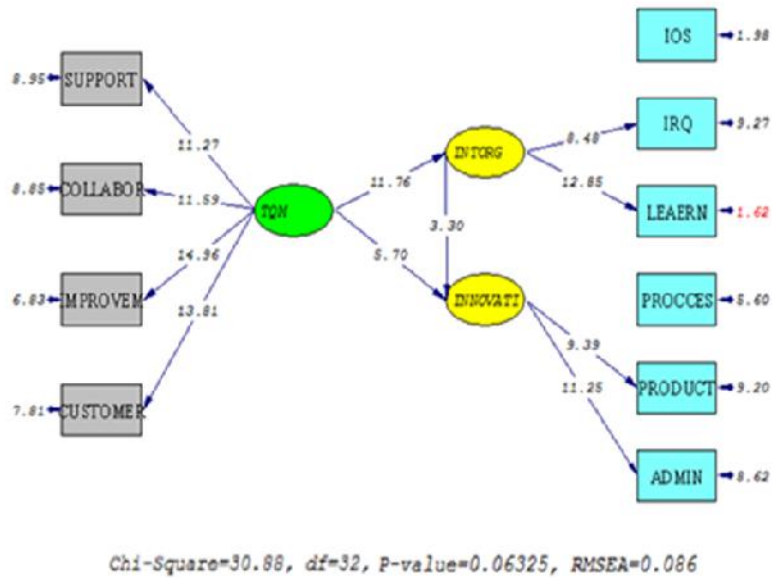 IOS
1.98
8.95
SUPPORT
IRQ
9.27
8.48
11.27
INTORG
11.76
12.85
8.85
COLLABOR
11.59
TQM
LEAERN
1.62
3.30
5.70
14.96
6.83
IMPROVEM
INNOVATI
PROCCES
8.60
13.81
9.39
PRODUCT
9.20
11.25
7.81
CUSTOMER
ADMIN
8.62
Chi-Square=30.88, df=32, P-value=0.06325, RMSEA=0.086